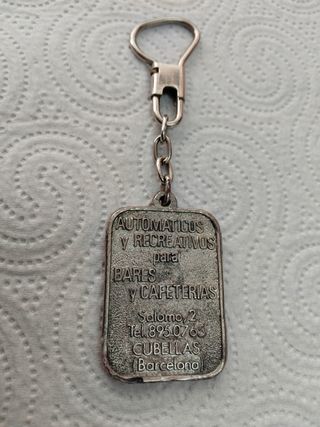 AUTOMATICOS
y RECREATIVOS
para
BARES
y CAFETERIAS
Salomo, 2
Tel. 895 07 63
CUBELLAS
(Barcelona)